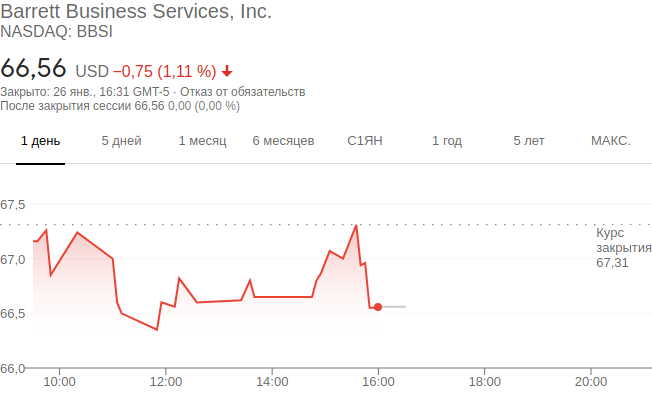 Barrett Business Services, Inc.
NASDAQ: BBSI
66,56 USD −0,75 (1,11 %)
Закрыто: 26 янв., 16:31 GMT-5 · Отказ от обязательств
После закрытия сессии 66,56 0,00 (0,00 %)
1 день 5 дней 1 месяц 6 месяцев С1ЯН 1 год 5 лет МАКС.
67,5
Курс
закрытия
67,31
67,0
66,5
66,0
10:00 12:00 14:00 16:00 18:00 20:00